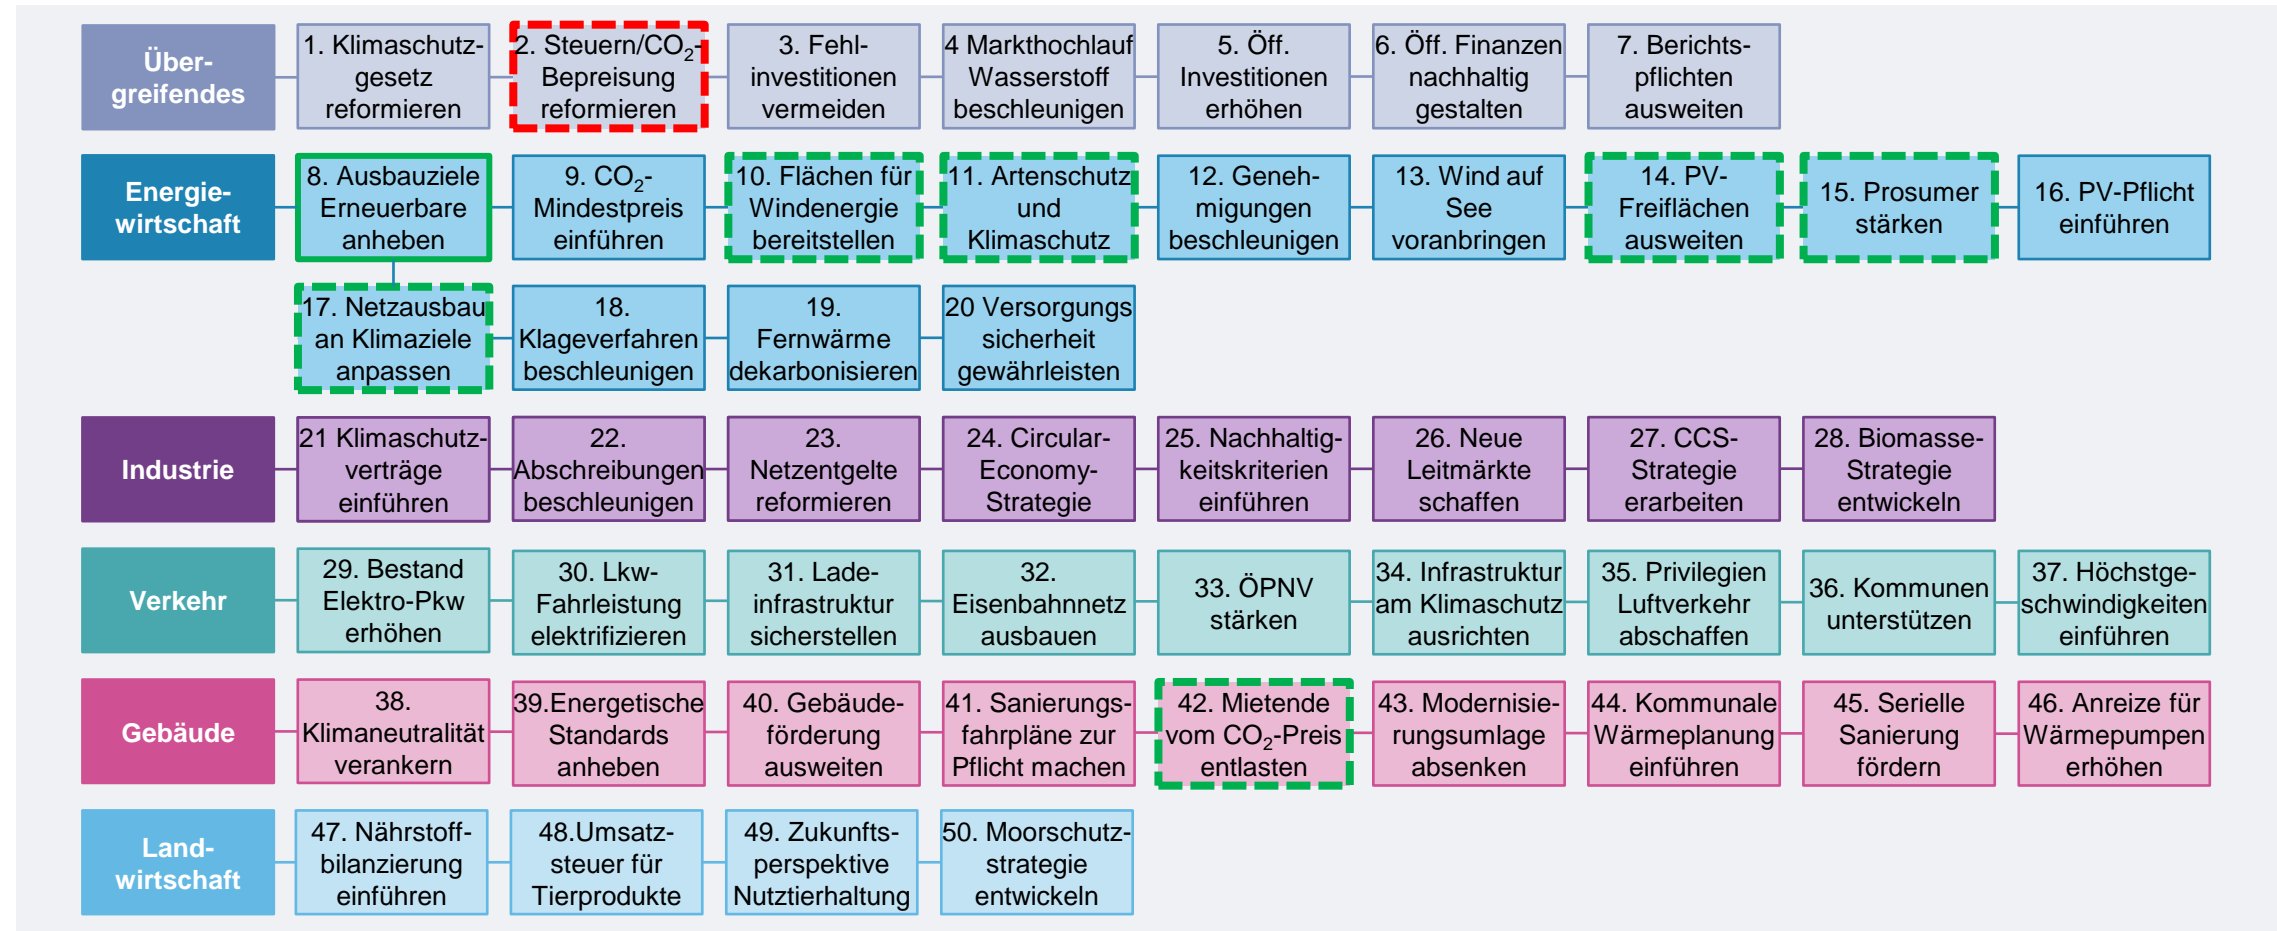 Über-
greifendes
1. Klimaschutz-
gesetz
reformieren
2. Steuern/CO₂-
Bepreisung
reformieren
3. Fehl-
investitionen
vermeiden
4 Markthochlauf
Wasserstoff
beschleunigen
5. Öff.
Investitionen
erhöhen
6. Öff. Finanzen
nachhaltig
gestalten
7. Berichts-
pflichten
ausweiten
Energie-
wirtschaft
8. Ausbauziele
Erneuerbare
anheben
9. CO₂-
Mindestpreis
einführen
10. Flächen für
Windenergie
bereitstellen
11. Artenschutz
und
Klimaschutz
12. Geneh-
migungen
beschleunigen
13. Wind auf
See
voranbringen
14. PV-
Freiflächen
ausweiten
15. Prosumer
stärken
16. PV-Pflicht
einführen
17. Netzausbau
an Klimaziele
anpassen
18.
Klageverfahren
beschleunigen
19.
Fernwärme
dekarbonisieren
20 Versorgungs
sicherheit
gewährleisten
Industrie
21 Klimaschutz-
verträge
einführen
22.
Abschreibungen
beschleunigen
23.
Netzentgelte
reformieren
24. Circular-
Economy-
Strategie
25. Nachhaltig-
keitskriterien
einführen
26. Neue
Leitmärkte
schaffen
27. CCS-
Strategie
erarbeiten
28. Biomasse-
Strategie
entwickeln
Verkehr
29. Bestand
Elektro-Pkw
erhöhen
30. Lkw-
Fahrleistung
elektrifizieren
31. Lade-
infrastruktur
sicherstellen
32.
Eisenbahnnetz
ausbauen
33. ÖPNV
stärken
34. Infrastruktur
am Klimaschutz
ausrichten
35. Privilegien
Luftverkehr
abschaffen
36. Kommunen
unterstützen
37. Höchstge-
schwindigkeiten
einführen
Gebäude
38.
Klimaneutralität
verankern
39.Energetische
Standards
anheben
40. Gebäude-
förderung
ausweiten
41. Sanierungs-
fahrpläne zur
Pflicht machen
42. Mietende
vom CO₂-Preis
entlasten
43. Modernisie-
rungsumlage
absenken
44. Kommunale
Wärmeplanung
einführen
45. Serielle
Sanierung
fördern
46. Anreize für
Wärmepumpen
erhöhen
Land-
wirtschaft
47. Nährstoff-
bilanzierung
einführen
48.Umsatz-
steuer für
Tierprodukte
49. Zukunfts-
perspektive
Nutztierhaltung
50. Moorschutz-
strategie
entwickeln